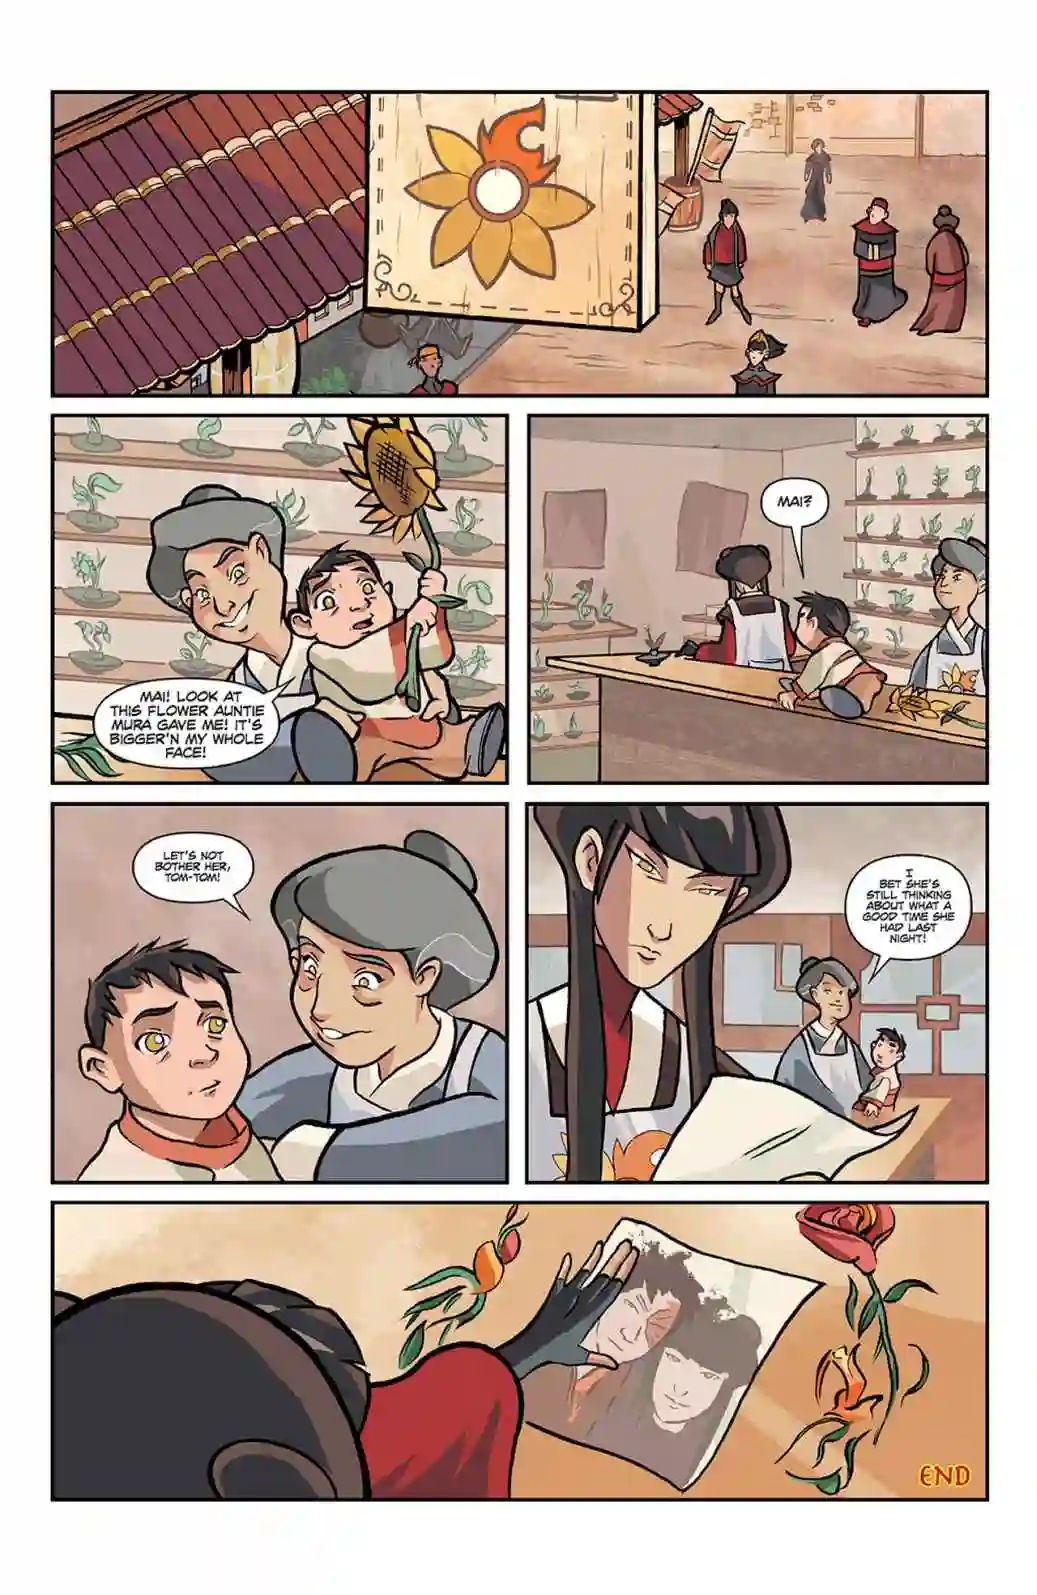 MAI! LOOK AT
THIS FLOWER AUNTIE
MURA GAVE ME! IT'S
BIGGER'N MY WHOLE
FACE!
MAI?
LET'S NOT
BOTHER HER,
TOM-TOM!
I
BET SHE'S
STILL THINKING
ABOUT WHAT A
GOOD TIME SHE
HAD LAST
NIGHT!
END